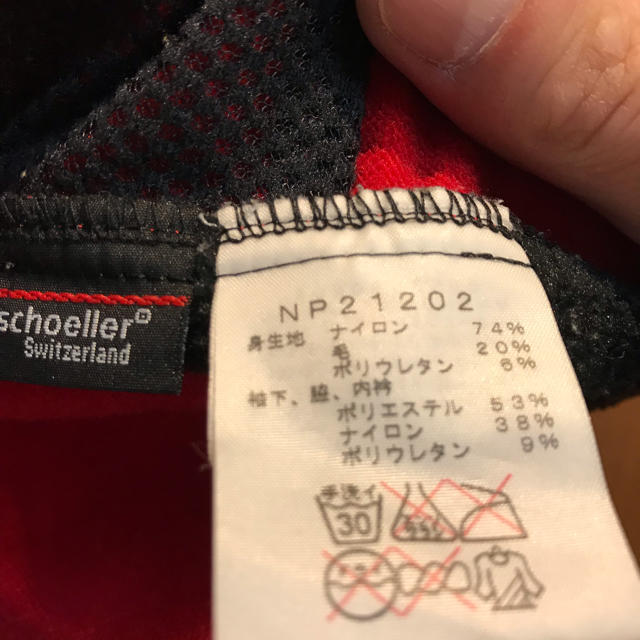 schoeller
Switzerland
NP21202
身生地 ナイロン 74%
毛 20%
ポリウレタン 6%
袖下、脇、内衿
ポリエステル 53%
ナイロン 38%
ポリウレタン 9%
手洗イ
30